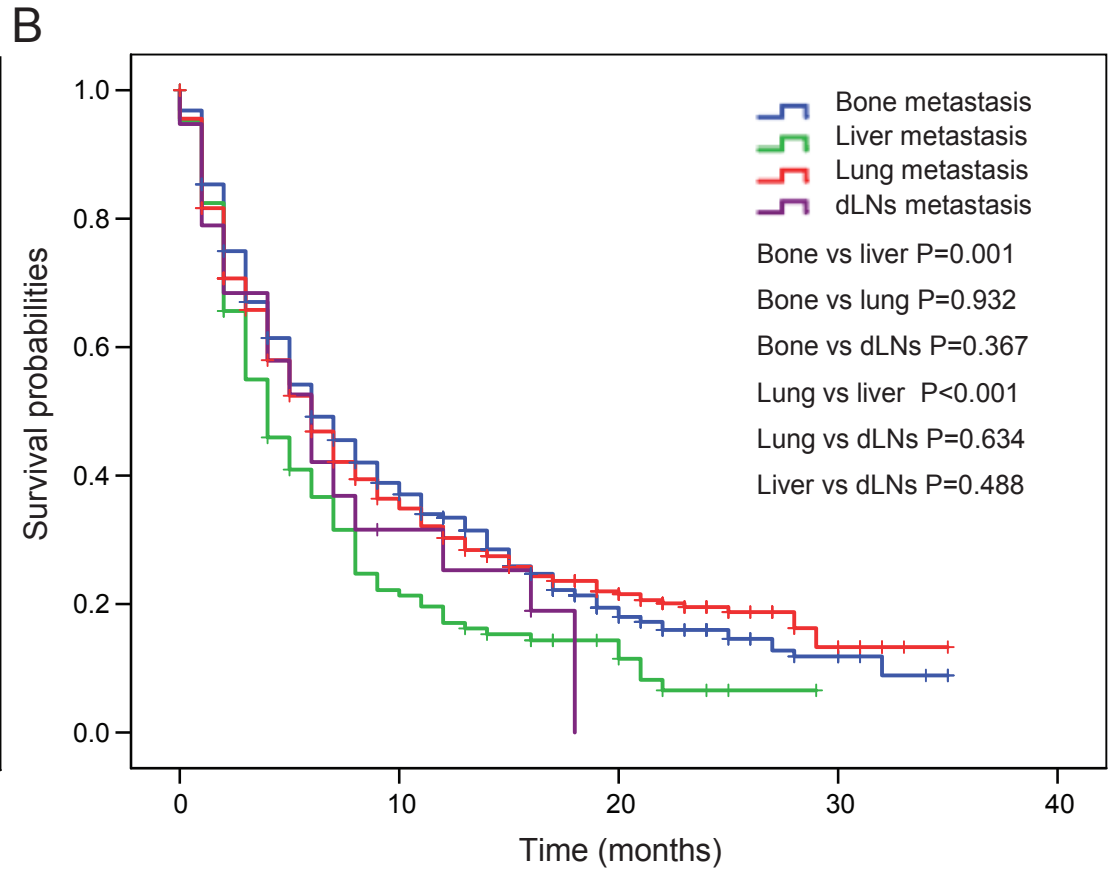 B
Survival probabilities
1.0
0.8
0.6
0.4
0.2
0.0
Bone metastasis
Liver metastasis
Lung metastasis
dLNs metastasis
Bone vs liver P=0.001
Bone vs lung P=0.932
Bone vs dLNs P=0.367
Lung vs liver P<0.001
Lung vs dLNs P=0.634
Liver vs dLNs P=0.488
0 10 20 30 40
Time (months)